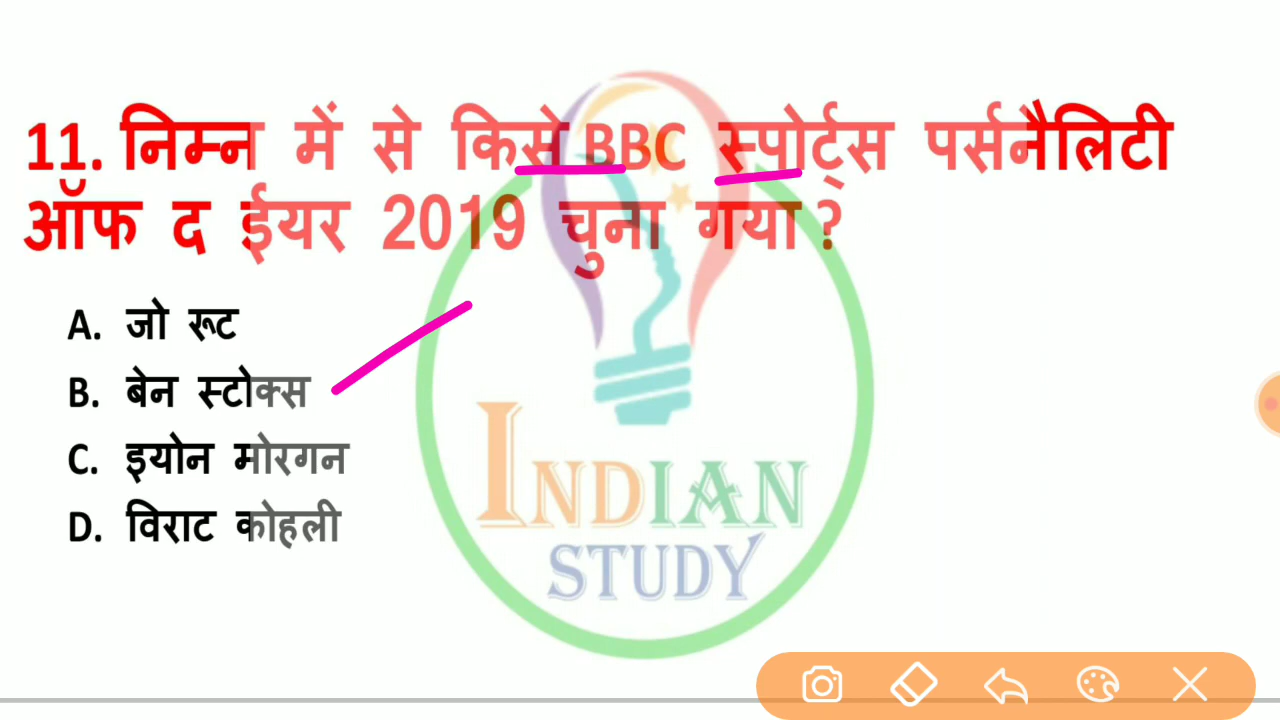 11. निम्न में से किसे BBC स्पोर्ट्स पर्सनैलिटी
ऑफ द ईयर 2019 चुना गया ?
A. जो रूट
B. बेन स्टोक्स
C. इयोन मोरगन
D. विराट कोहली
INDIAN
STUDY